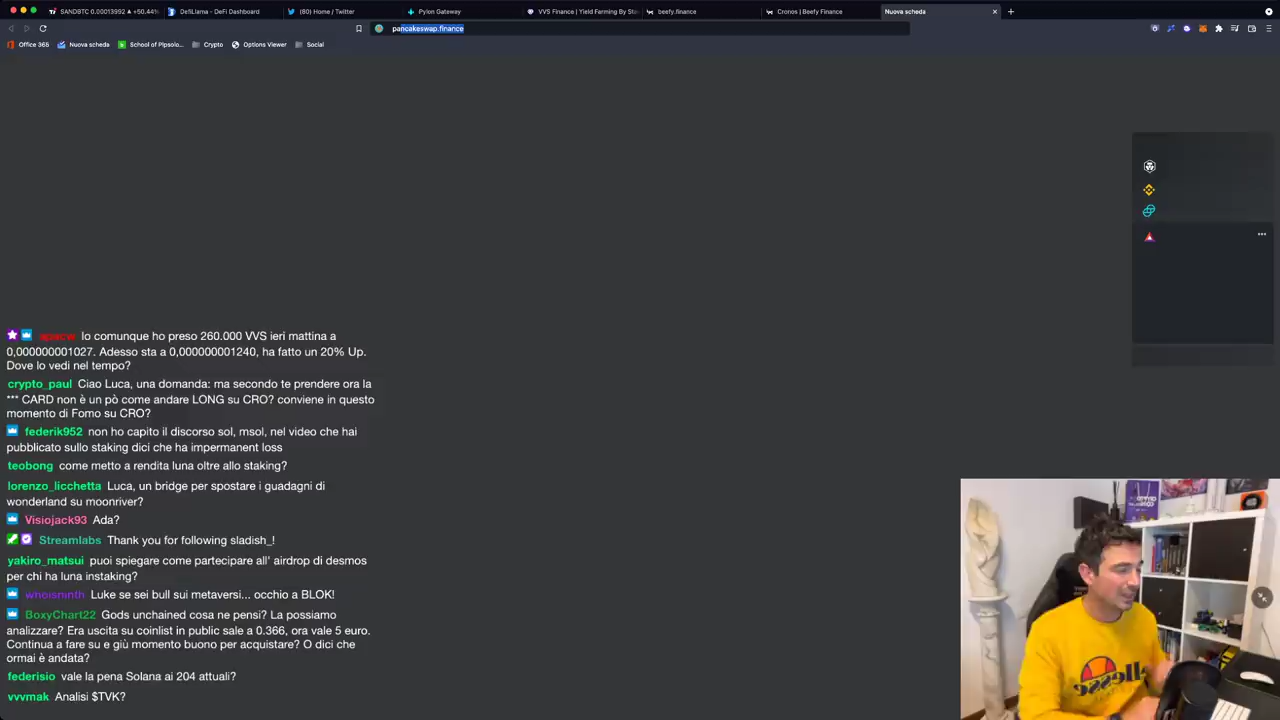 SANDBTC 0.00013992 ▲ +50.44%
DefiLlama - DeFi Dashboard
(80) Home / Twitter
Pylon Gateway
VVS Finance | Yield Farming By Sta
beefy.finance
Cronos | Beefy Finance
Nuova scheda
pancakeswap.finance
Office 365
Nuova scheda
School of Pipsolo...
Crypto
Options Viewer
Social
Io comunque ho preso 260.000 VVS ieri mattina a
0,000000001027. Adesso sta a 0,000000001240, ha fatto un 20% Up.
Dove lo vedi nel tempo?
crypto_paul Ciao Luca, una domanda: ma secondo te prendere ora la
*** CARD non è un pò come andare LONG su CRO? conviene in questo
momento di Fomo su CRO?
federik952 non ho capito il discorso sol, msol, nel video che hai
pubblicato sullo staking dici che ha impermanent loss
teobong come metto a rendita luna oltre allo staking?
lorenzo_licchetta Luca, un bridge per spostare i guadagni di
wonderland su moonriver?
Visiojack93 Ada?
Streamlabs Thank you for following sladish_!
yakiro_matsui puoi spiegare come partecipare all' airdrop di desmos
per chi ha luna instaking?
whoisninth Luke se sei bull sui metaversi... occhio a BLOK!
BoxyChart22 Gods unchained cosa ne pensi? La possiamo
analizzare? Era uscita su coinlist in public sale a 0.366, ora vale 5 euro.
Continua a fare su e giù momento buono per acquistare? O dici che
ormai è andata?
federisio vale la pena Solana ai 204 attuali?
vvvmak Analisi $TVK?
ellesse